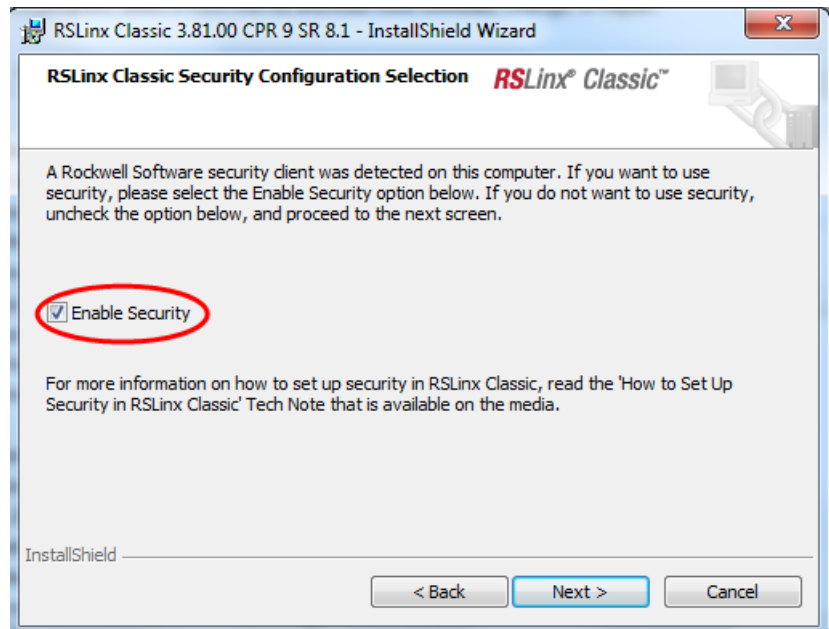 RSLinx Classic 3.81.00 CPR 9 SR 8.1 - InstallShield Wizard
RSLinx Classic Security Configuration Selection RSLinx® Classic™
A Rockwell Software security client was detected on this computer. If you want to use
security, please select the Enable Security option below. If you do not want to use security,
uncheck the option below, and proceed to the next screen.
Enable Security
For more information on how to set up security in RSLinx Classic, read the 'How to Set Up
Security in RSLinx Classic' Tech Note that is available on the media.
InstallShield
< Back Next > Cancel